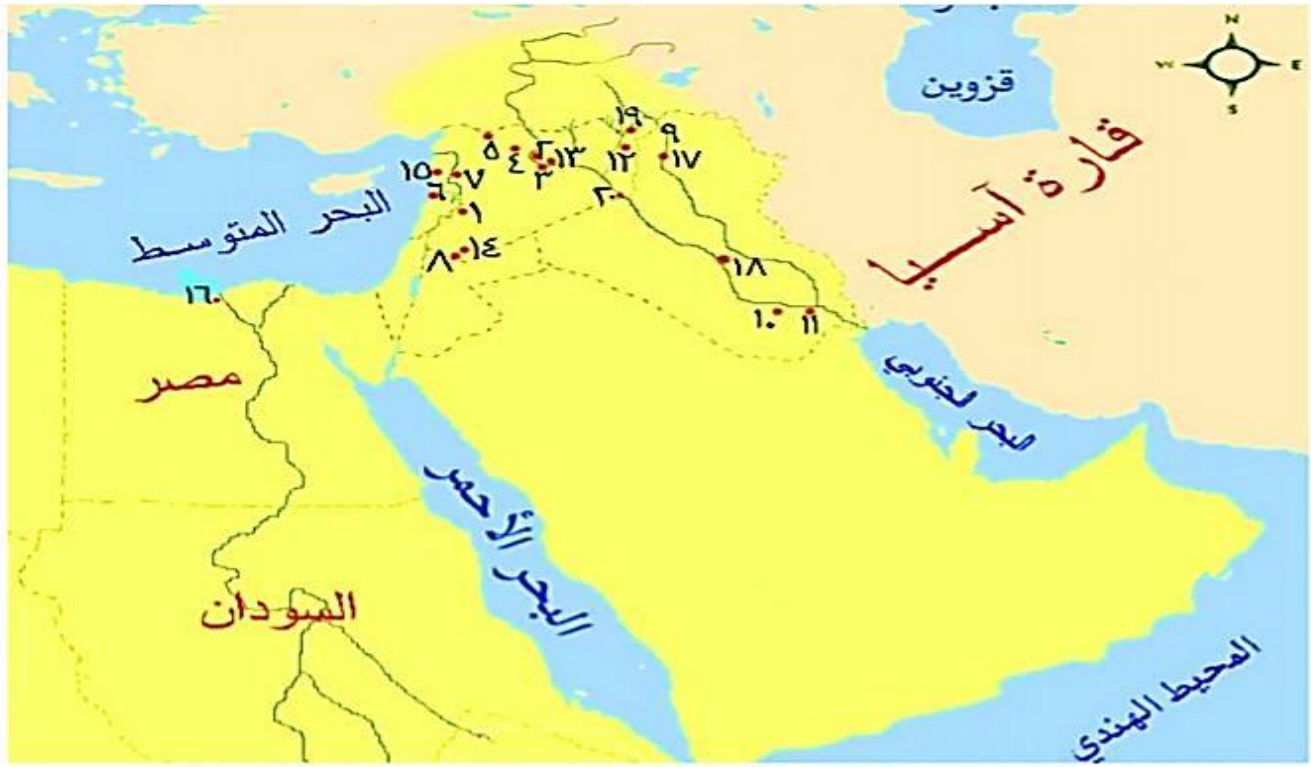 N
W E
S
قزوين
قارة آسيا
١٩
٩
٥
٤
٢
١٣
١٢
١٧
١٥
٧
٣
٦
٢٠
١
البحر المتوسط
١٤
٨
١٨
١٦
١٠
١١
مصر
البحر لجنوبي
البحر الأحمر
السودان
المحيط الهندي